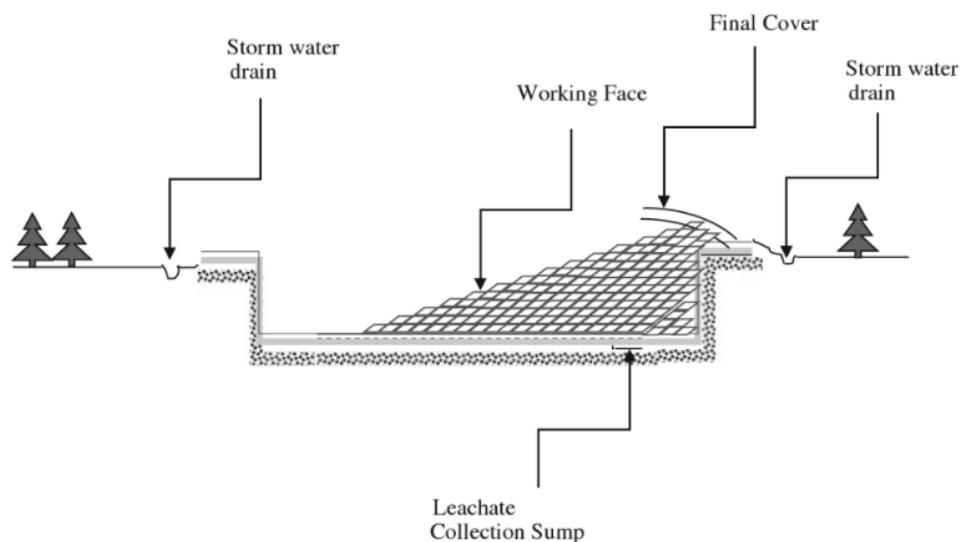 Final Cover
Storm water
drain
Storm water
drain
Working Face
Leachate
Collection Sump